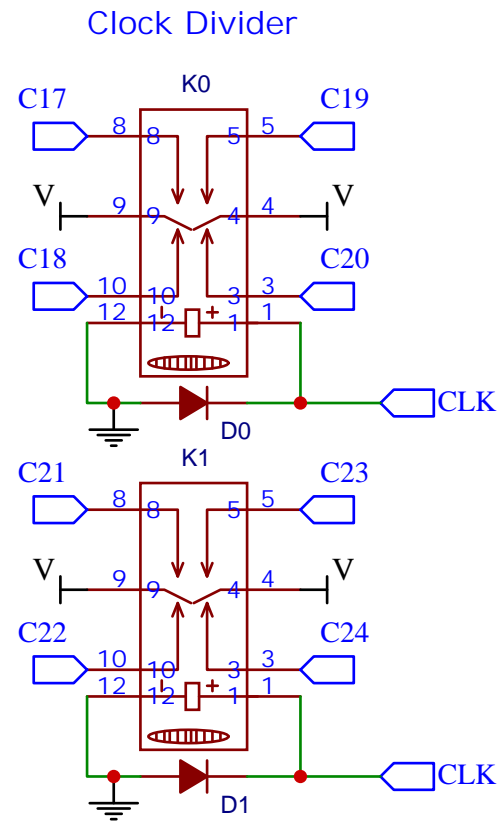 Clock Divider
K0
C17 8 8 5 5 C19
V 9 9 4 4 V
C18 10 10 3 3 C20
12 12 - + 1 1
CLK
D0
K1
C21 8 8 5 5 C23
V 9 9 4 4 V
C22 10 10 3 3 C24
12 12 - + 1 1
CLK
D1